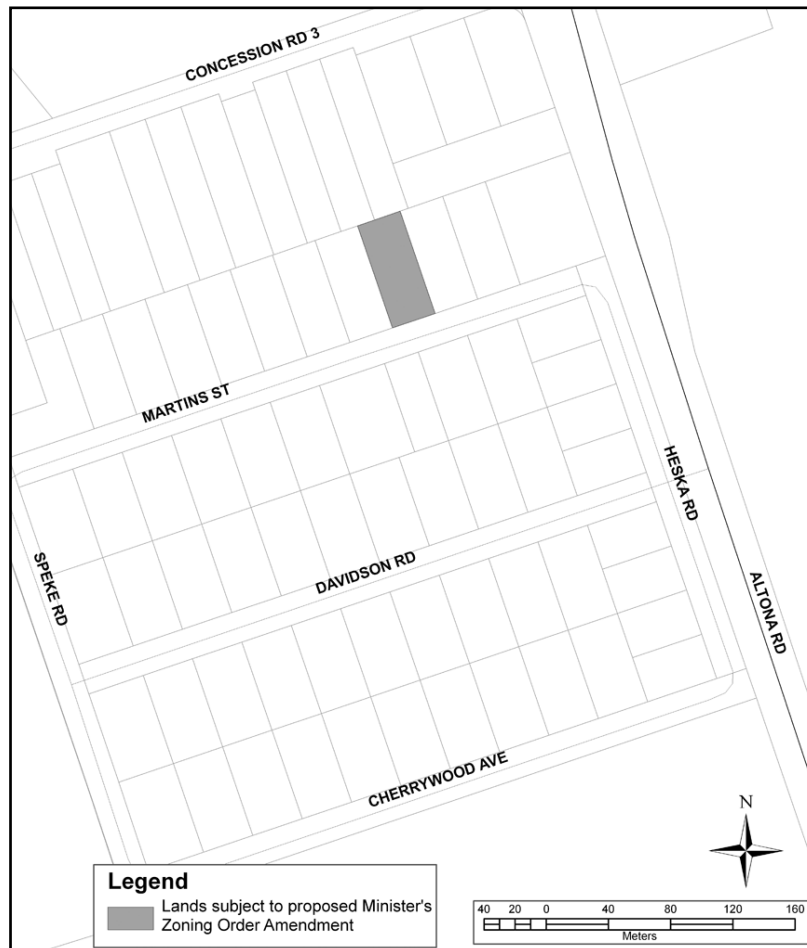 CONCESSION RD 3
MARTINS ST
HESKA RD
SPEKE RD
DAVIDSON RD
ALTONA RD
CHERRYWOOD AVE
N
Legend
Lands subject to proposed Minister's
Zoning Order Amendment
40 20 0 40 80 120 160
Meters